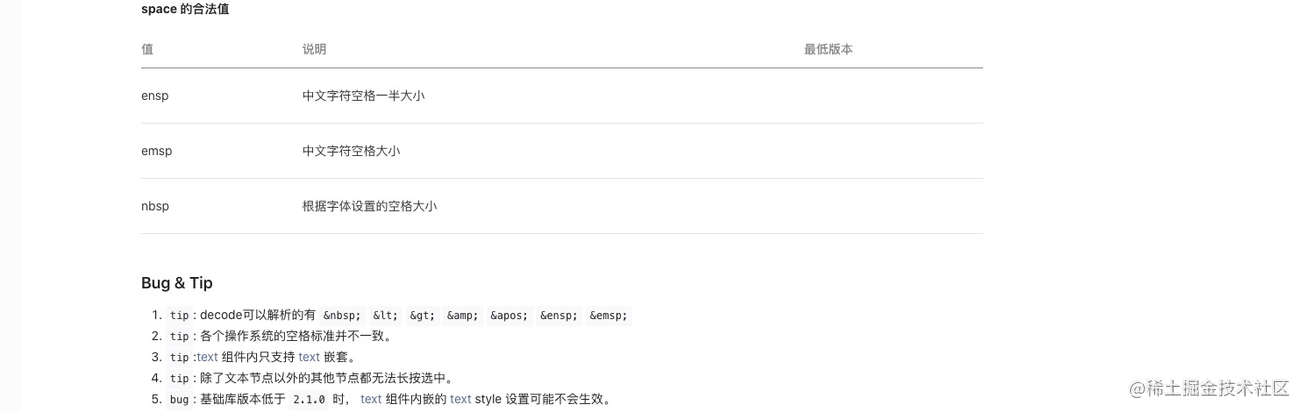 space 的合法值
值 说明 最低版本
ensp 中文字符空格一半大小
emsp 中文字符空格大小
nbsp 根据字体设置的空格大小
Bug & Tip
1. tip : decode可以解析的有 &nbsp; &lt; &gt; &amp; &apos; &ensp; &emsp;
2. tip : 各个操作系统的空格标准并不一致。
3. tip :text 组件内只支持 text 嵌套。
4. tip : 除了文本节点以外的其他节点都无法长按选中。
5. bug : 基础库版本低于 2.1.0 时， text 组件内嵌的 text style 设置可能不会生效。
@稀土掘金技术社区